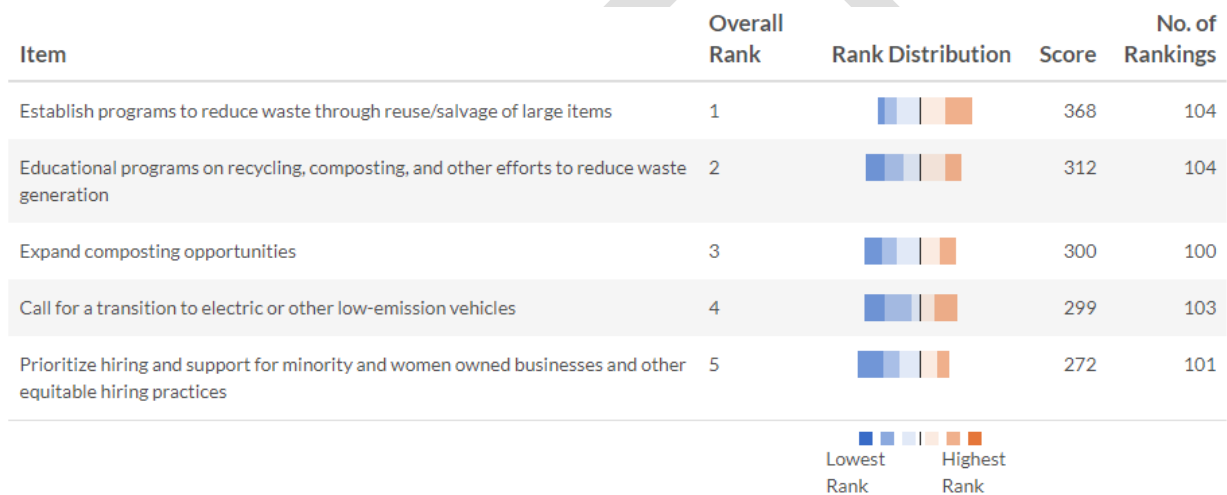 Item Overall Rank Rank Distribution Score No. of Rankings
Establish programs to reduce waste through reuse/salvage of large items 1 368 104
Educational programs on recycling, composting, and other efforts to reduce waste 2 312 104
generation
Expand composting opportunities 3 300 100
Call for a transition to electric or other low-emission vehicles 4 299 103
Prioritize hiring and support for minority and women owned businesses and other 5 272 101
equitable hiring practices
Lowest Highest
Rank Rank